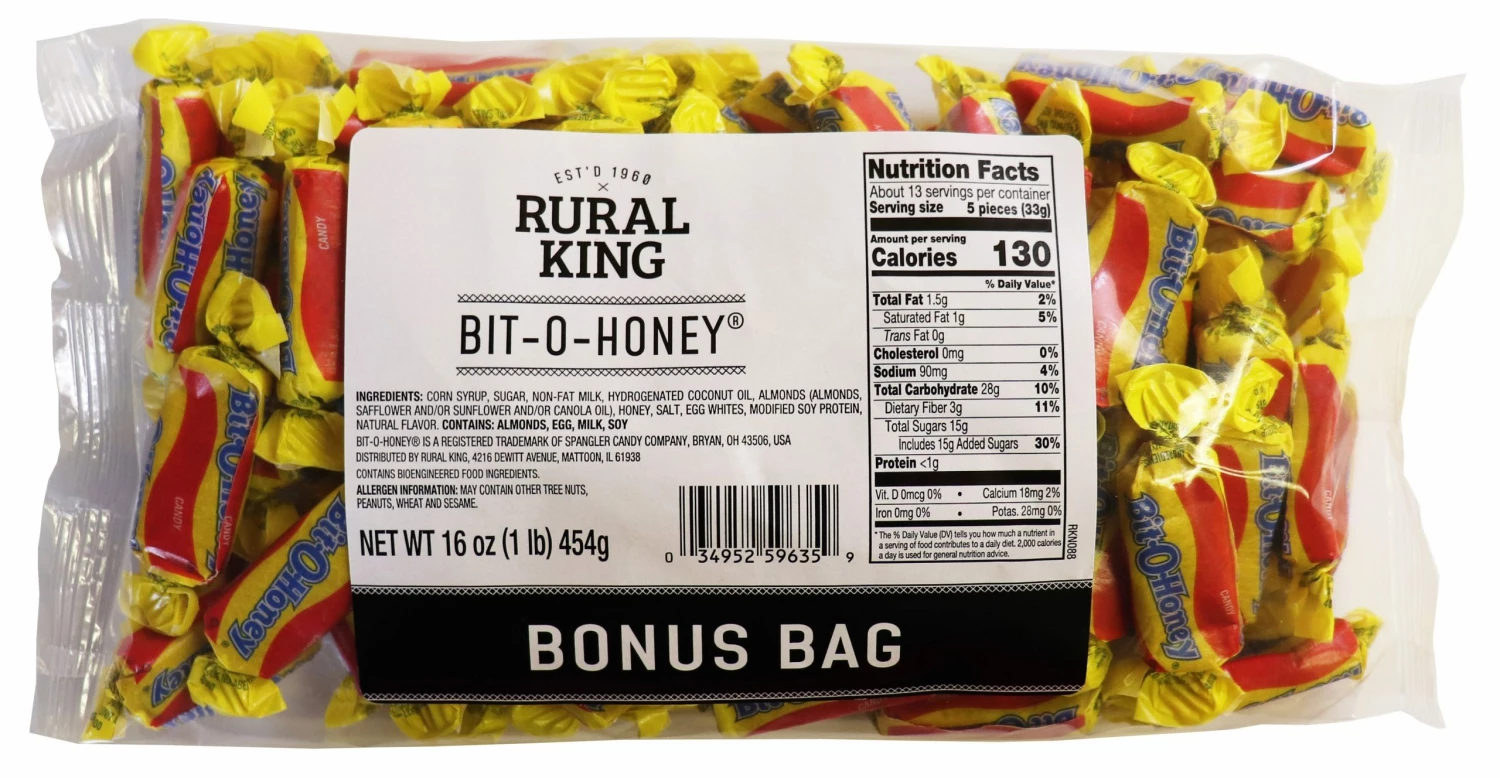 EST'D 1960
RURAL
KING
BIT-O-HONEY®
INGREDIENTS: CORN SYRUP, SUGAR, NON-FAT MILK, HYDROGENATED COCONUT OIL, ALMONDS (ALMONDS,
SAFFLOWER AND/OR SUNFLOWER AND/OR CANOLA OIL), HONEY, SALT, EGG WHITES, MODIFIED SOY PROTEIN,
NATURAL FLAVOR. CONTAINS: ALMONDS, EGG, MILK, SOY
BIT-O-HONEY® IS A REGISTERED TRADEMARK OF SPANGLER CANDY COMPANY, BRYAN, OH 43506, USA
DISTRIBUTED BY RURAL KING, 4216 DEWITT AVENUE, MATTOON, IL 61938
CONTAINS BIOENGINEERED FOOD INGREDIENTS.
ALLERGEN INFORMATION: MAY CONTAIN OTHER TREE NUTS,
PEANUTS, WHEAT AND SESAME.
NET WT 16 oz (1 lb) 454g
0 34952 59635 9
Nutrition Facts
About 13 servings per container
Serving size 5 pieces (33g)
Amount per serving
Calories 130
% Daily Value*
Total Fat 1.5g 2%
Saturated Fat 1g 5%
Trans Fat 0g
Cholesterol 0mg 0%
Sodium 90mg 4%
Total Carbohydrate 28g 10%
Dietary Fiber 3g 11%
Total Sugars 15g
Includes 15g Added Sugars 30%
Protein <1g
Vit. D 0mcg 0% • Calcium 18mg 2%
Iron 0mg 0% • Potas. 28mg 0%
*The % Daily Value (DV) tells you how much a nutrient in
a serving of food contributes to a daily diet. 2,000 calories
a day is used for general nutrition advice.
RKN088
BONUS BAG
Bit-O-Honey
Bit-O-Honey
CANDY
Bit-O-Honey
CANDY
Bit-O-Honey
CANDY